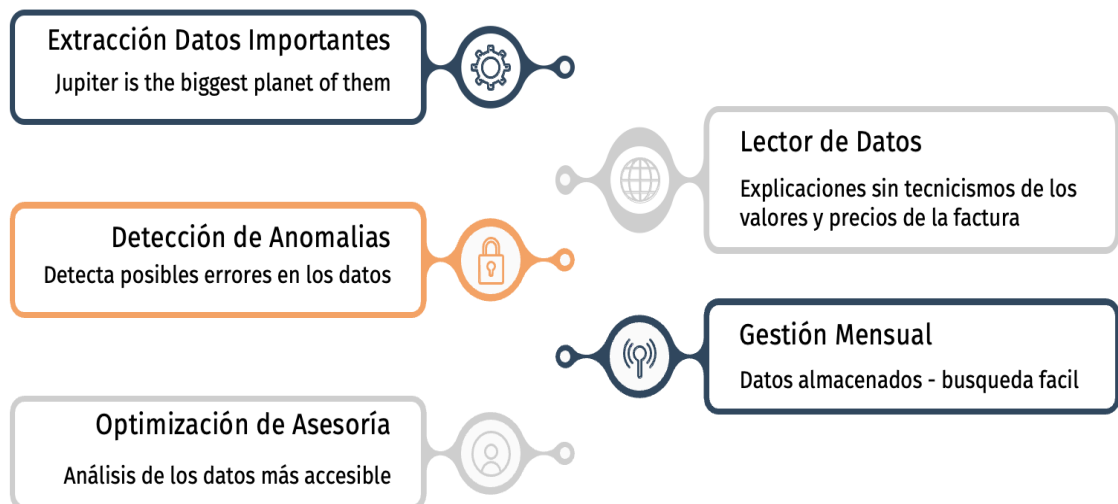 Extracción Datos Importantes
Jupiter is the biggest planet of them
Lector de Datos
Explicaciones sin tecnicismos de los
valores y precios de la factura
Detección de Anomalias
Detecta posibles errores en los datos
Gestión Mensual
Datos almacenados - busqueda facil
Optimización de Asesoría
Análisis de los datos más accesible